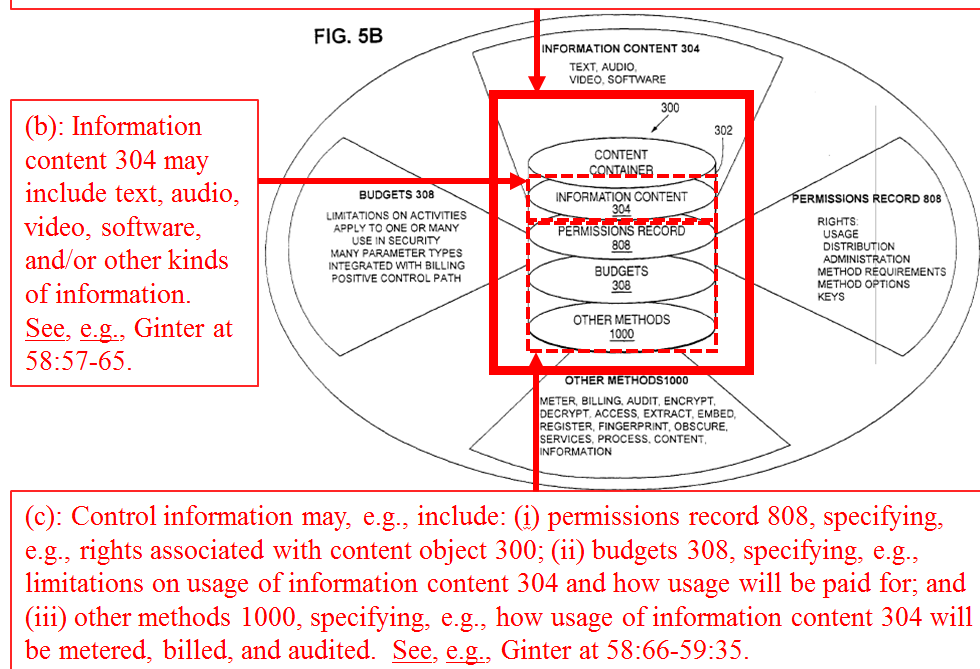 FIG. 5B
INFORMATION CONTENT 304
TEXT, AUDIO,
VIDEO, SOFTWARE
300
302
(b): Information
content 304 may
include text, audio,
video, software,
and/or other kinds
of information.
See, e.g., Ginter at
58:57-65.
CONTENT
CONTAINER
INFORMATION CONTENT
304
PERMISSIONS RECORD
808
BUDGETS
308
OTHER METHODS
1000
BUDGETS 308
LIMITATIONS ON ACTIVITIES
APPLY TO ONE OR MANY
USE IN SECURITY
MANY PARAMETER TYPES
INTEGRATED WITH BILLING
POSITIVE CONTROL PATH
PERMISSIONS RECORD 808
RIGHTS:
USAGE
DISTRIBUTION
ADMINISTRATION
METHOD REQUIREMENTS
METHOD OPTIONS
KEYS
OTHER METHODS1000
METER, BILLING, AUDIT, ENCRYPT,
DECRYPT, ACCESS, EXTRACT, EMBED,
REGISTER, FINGERPRINT, OBSCURE,
SERVICES, PROCESS, CONTENT,
INFORMATION
(c): Control information may, e.g., include: (i) permissions record 808, specifying,
e.g., rights associated with content object 300; (ii) budgets 308, specifying, e.g.,
limitations on usage of information content 304 and how usage will be paid for; and
(iii) other methods 1000, specifying, e.g., how usage of information content 304 will
be metered, billed, and audited.  See, e.g., Ginter at 58:66-59:35.